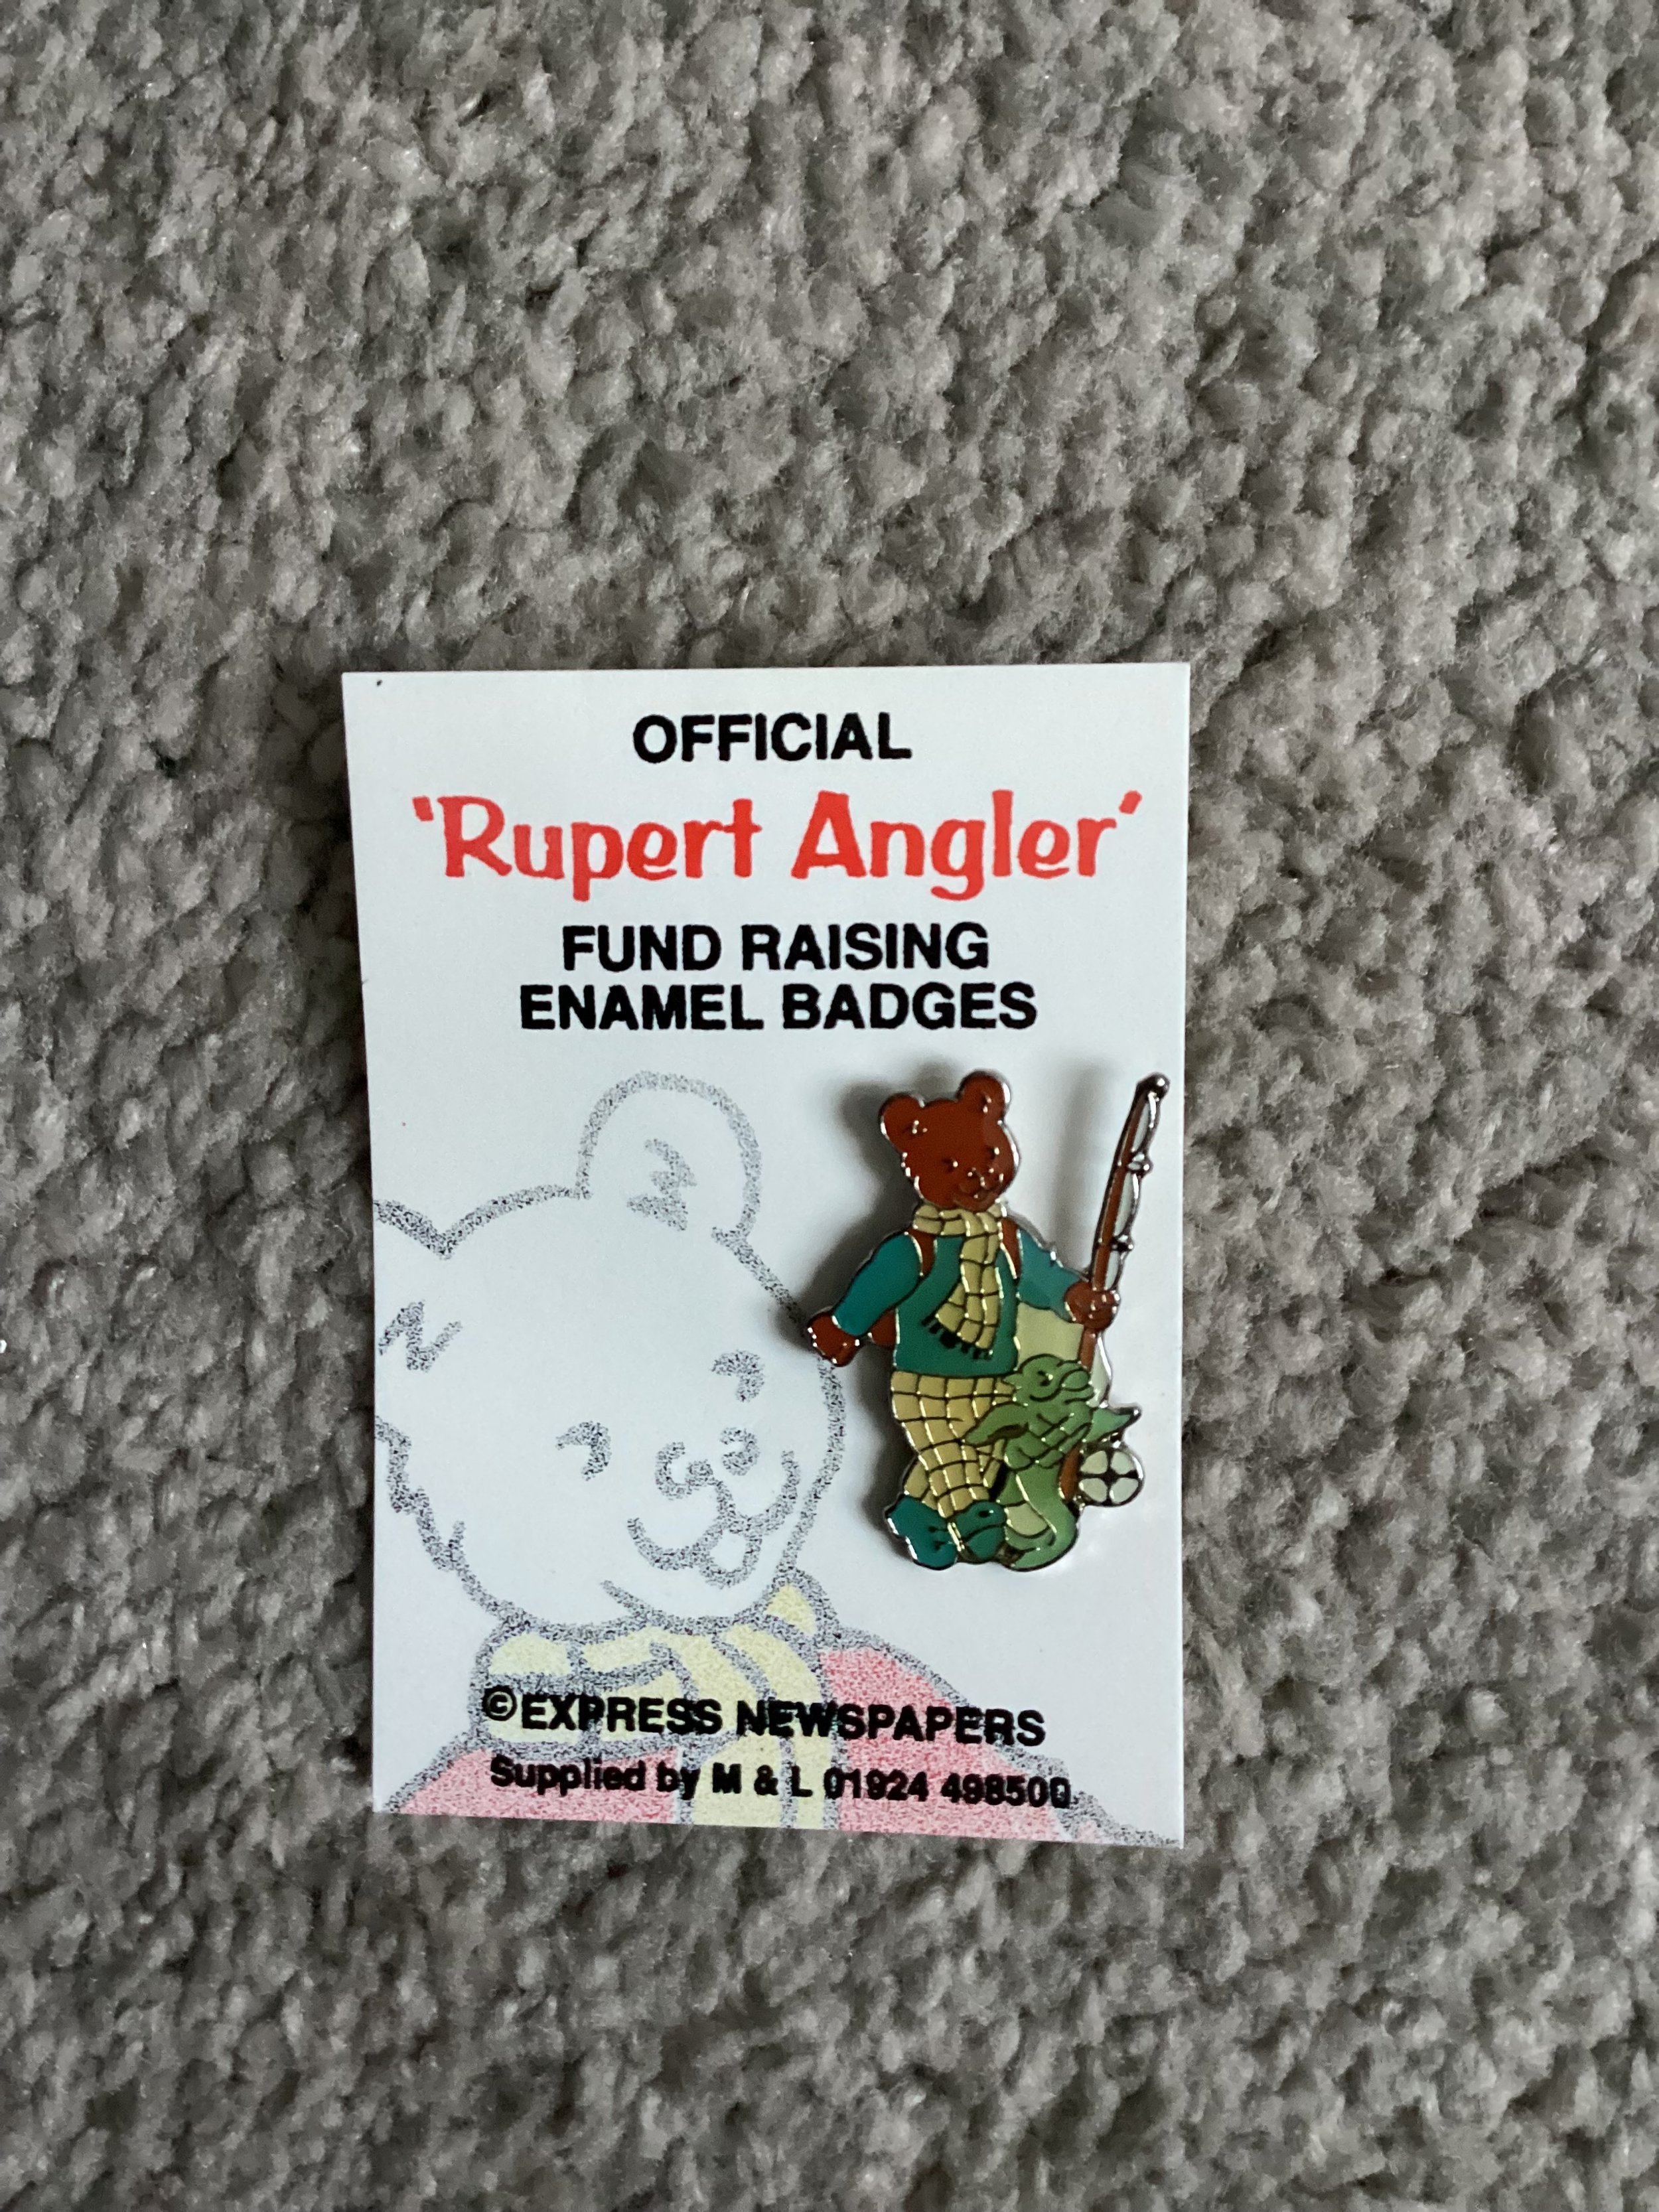 OFFICIAL
'Rupert Angler'
FUND RAISING
ENAMEL BADGES
©EXPRESS NEWSPAPERS
Supplied by M & L 01924 498500